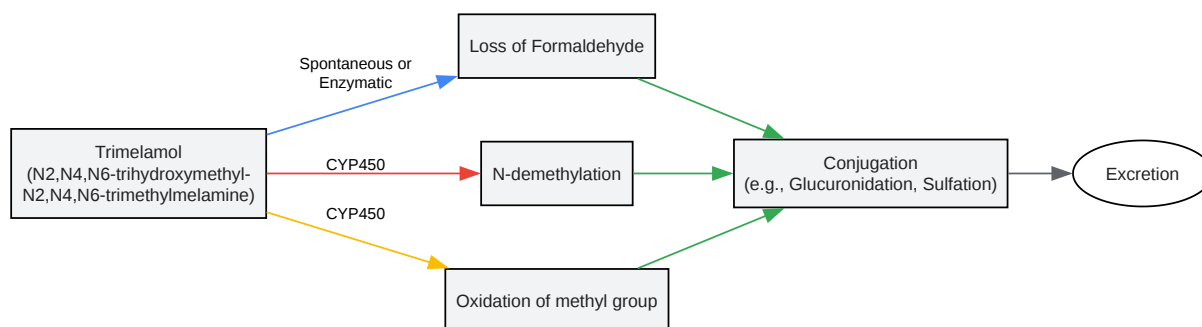 Loss of Formaldehyde
Spontaneous or
Enzymatic
Trimelamol
(N2,N4,N6-trihydroxymethyl-
N2,N4,N6-trimethylmelamine)
CYP450
N-demethylation
Conjugation
(e.g., Glucuronidation, Sulfation)
Excretion
CYP450
Oxidation of methyl group